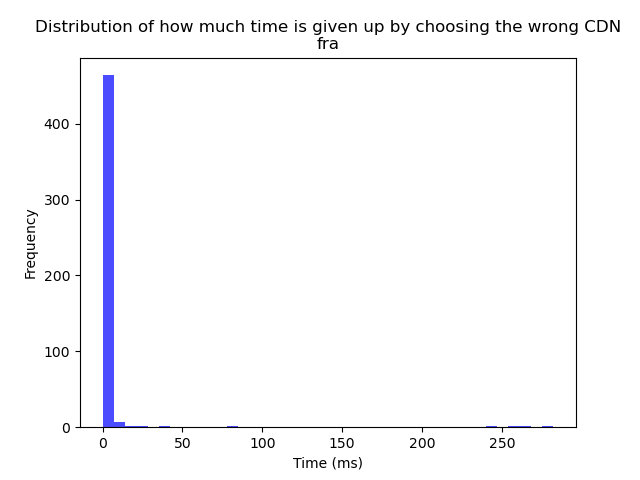 Distribution of how much time is given up by choosing the wrong CDN
fra
400
300
200
100
0
Frequency
0 50 100 150 200 250
Time (ms)